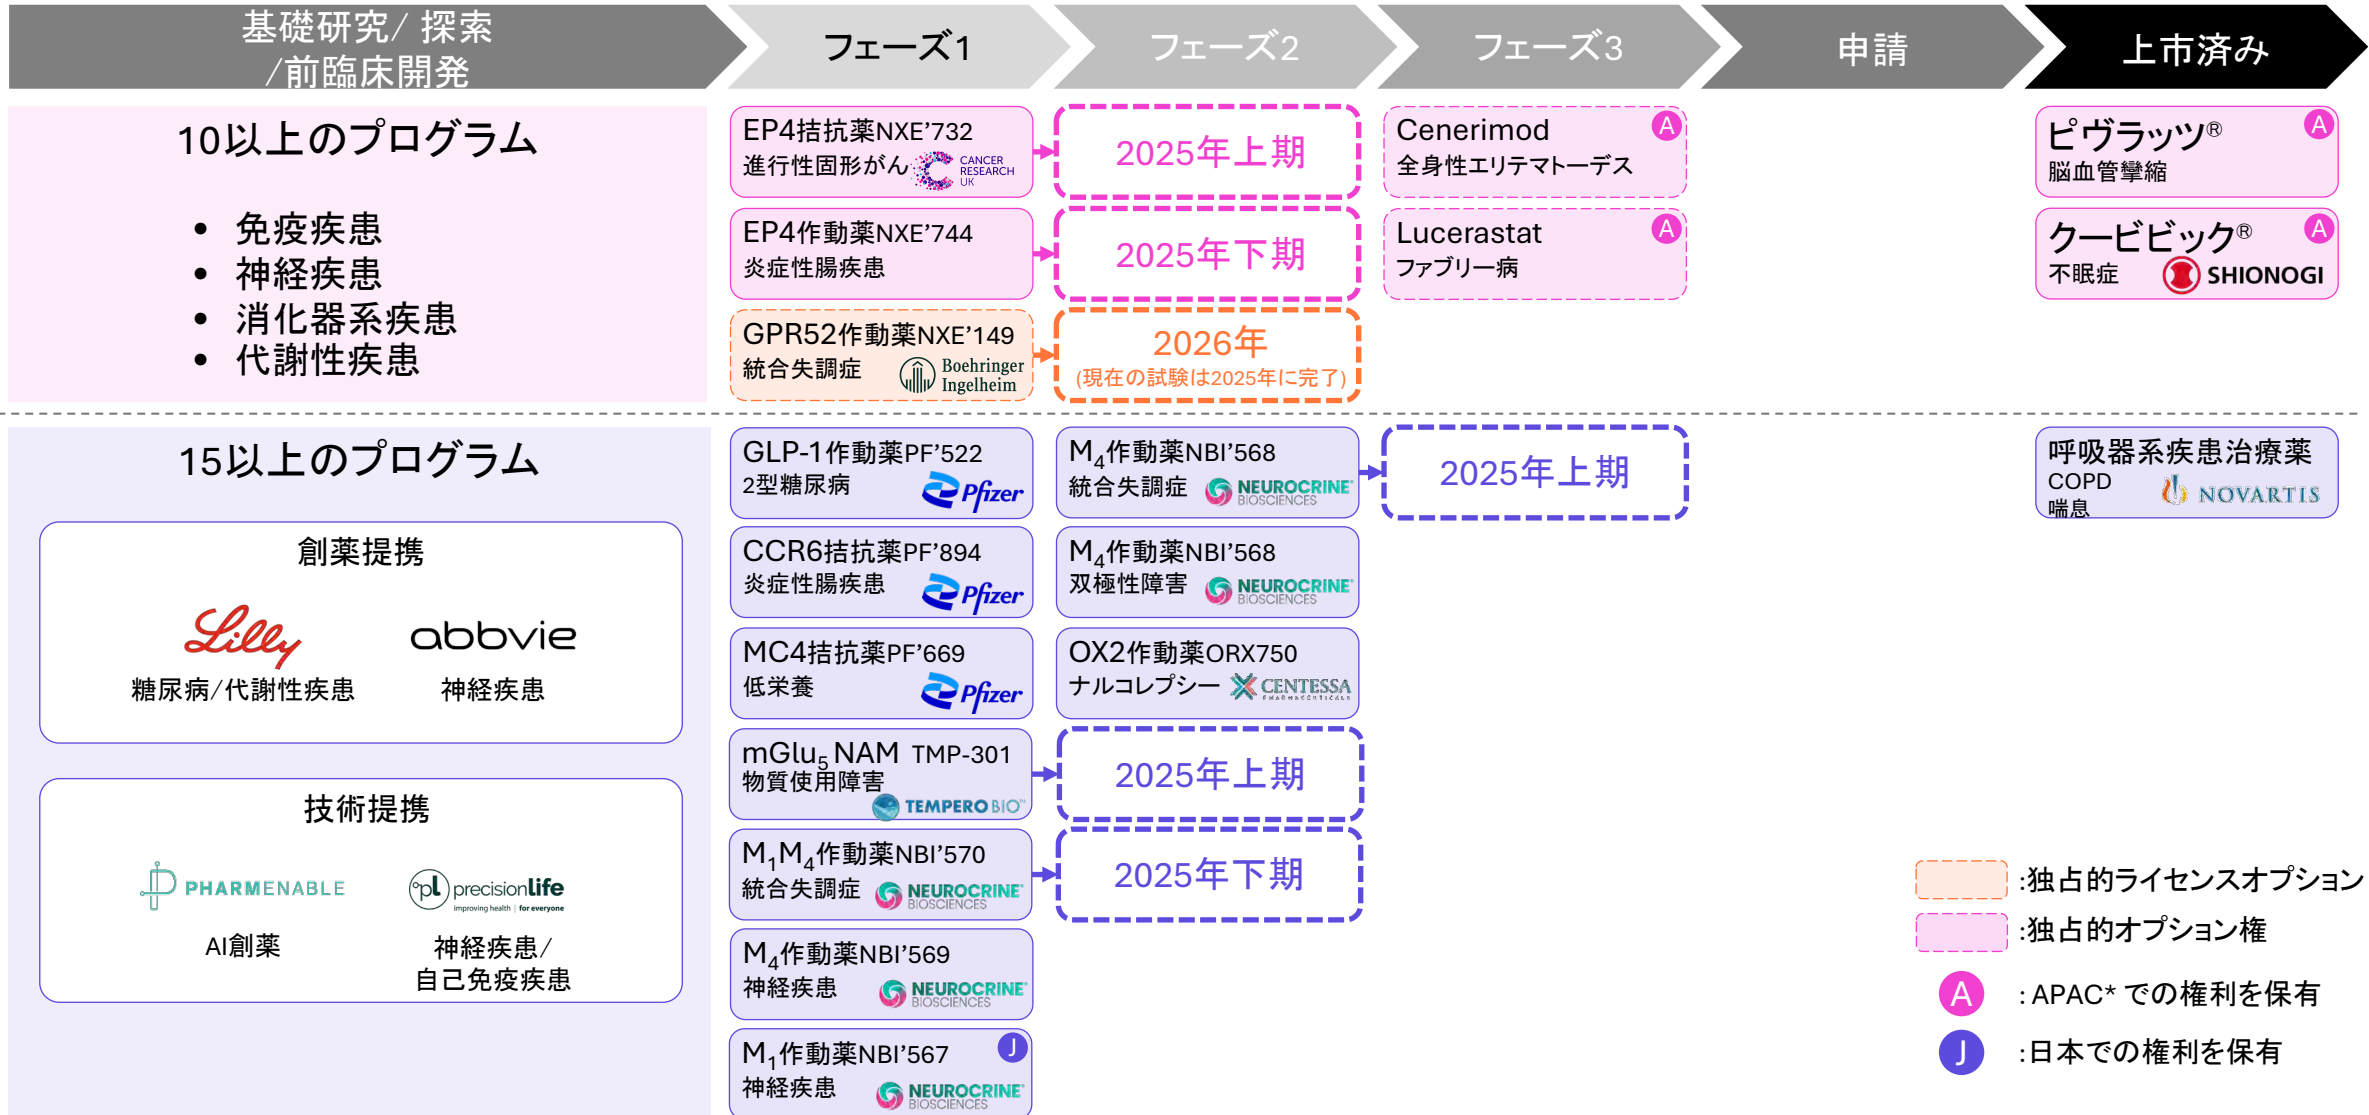 基礎研究/ 探索
/前臨床開発
フェーズ1
フェーズ2
フェーズ3
申請
上市済み
10以上のプログラム
• 免疫疾患
• 神経疾患
• 消化器系疾患
• 代謝性疾患
EP4拮抗薬NXE’732
進行性固形がん
CANCER
RESEARCH
UK
2025年上期
Cenerimod
A
全身性エリテマトーデス
ピヴラッツ®
A
脳血管攣縮
EP4作動薬NXE’744
炎症性腸疾患
2025年下期
Lucerastat
A
ファブリー病
クービビック®
A
不眠症
SHIONOGI
GPR52作動薬NXE’149
統合失調症
Boehringer
Ingelheim
2026年
(現在の試験は2025年に完了)
15以上のプログラム
創薬提携
Lilly
abbvie
糖尿病/代謝性疾患
神経疾患
技術提携
PHARMENABLE
°pl precisionlife
improving health | for everyone
AI創薬
神経疾患/
自己免疫疾患
GLP-1作動薬PF’522
2型糖尿病
Pfizer
M₄作動薬NBI’568
統合失調症
NEUROCRINE®
BIOSCIENCES
2025年上期
呼吸器系疾患治療薬
COPD
喘息
NOVARTIS
CCR6拮抗薬PF’894
炎症性腸疾患
Pfizer
M₄作動薬NBI’568
双極性障害
NEUROCRINE®
BIOSCIENCES
MC4拮抗薬PF’669
低栄養
Pfizer
OX2作動薬ORX750
ナルコレプシー
CENTESSA
PHARMACEUTICALS
mGlu₅ NAM TMP-301
物質使用障害
TEMPERO BIO™
2025年上期
M₁M₄作動薬NBI’570
統合失調症
NEUROCRINE®
BIOSCIENCES
2025年下期
M₄作動薬NBI’569
神経疾患
NEUROCRINE®
BIOSCIENCES
M₁作動薬NBI’567
J
神経疾患
NEUROCRINE®
BIOSCIENCES
:独占的ライセンスオプション
:独占的オプション権
A : APAC* での権利を保有
J :日本での権利を保有